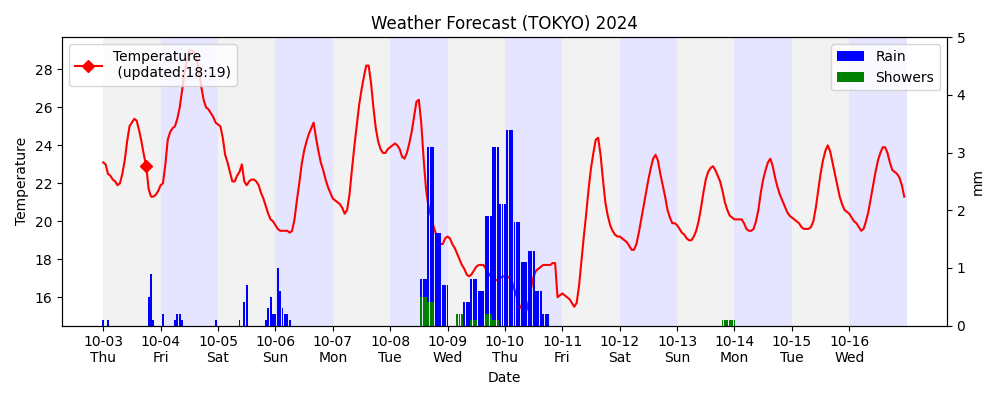 Weather Forecast (TOKYO) 2024
Temperature
(updated:18:19)
Rain
Showers
Temperature
28
26
24
22
20
18
16
5
4
3
2
1
0
mm
10-03 10-04 10-05 10-06 10-07 10-08 10-09 10-10 10-11 10-12 10-13 10-14 10-15 10-16
Thu Fri Sat Sun Mon Tue Wed Thu Fri Sat Sun Mon Tue Wed
Date